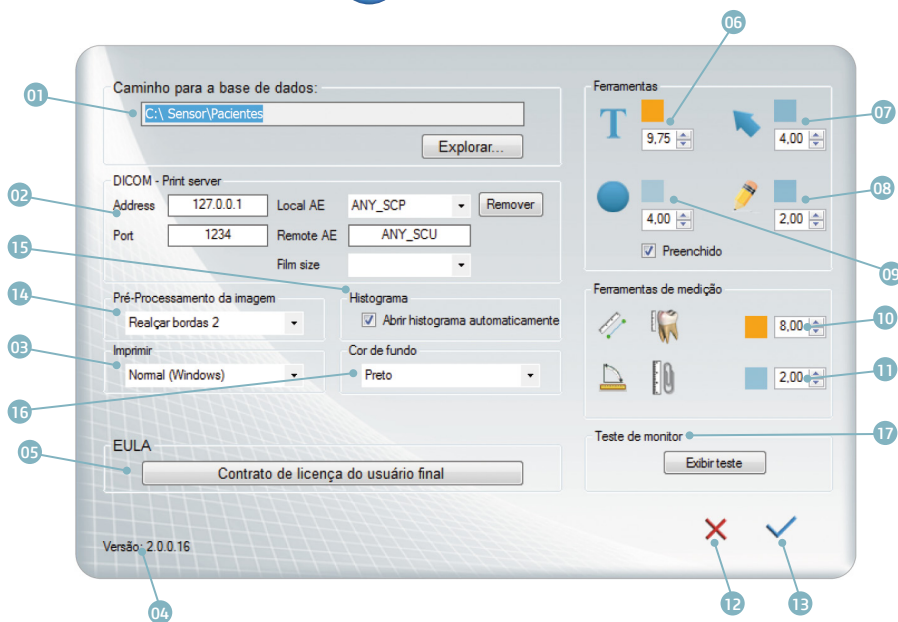 06
Caminho para a base de dados:
Ferramentas
01
C:\ Sensor\Pacientes
T
9,75
4,00
07
Explorar...
DICOM - Print server
02
Address
127.0.0.1
Local AE
ANY_SCP
Remover
08
Port
1234
Remote AE
ANY_SCU
4,00
2,00
15
Film size
Preenchido
09
14
Pré-Processamento da imagem
Histograma
Ferramentas de medição
Realçar bordas 2
Abrir histograma automaticamente
8,00
10
03
Imprimir
Cor de fundo
Normal (Windows)
Preto
2,00
11
16
EULA
Teste de monitor
17
05
Contrato de licença do usuário final
Exibir teste
Versão: 2.0.0.16
04
12
13